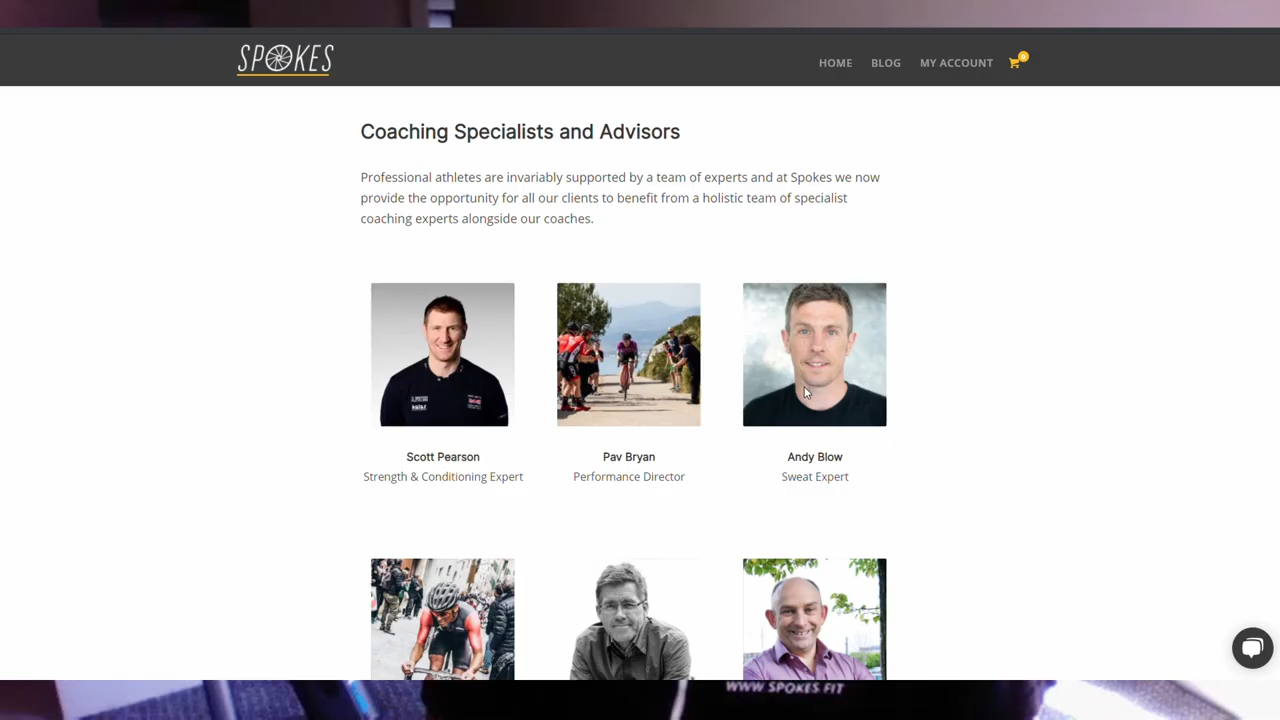 SPOKES
HOME BLOG MY ACCOUNT 0
Coaching Specialists and Advisors
Professional athletes are invariably supported by a team of experts and at Spokes we now
provide the opportunity for all our clients to benefit from a holistic team of specialist
coaching experts alongside our coaches.
Scott Pearson
Strength & Conditioning Expert
Pav Bryan
Performance Director
Andy Blow
Sweat Expert
WWW SPOKES FIT